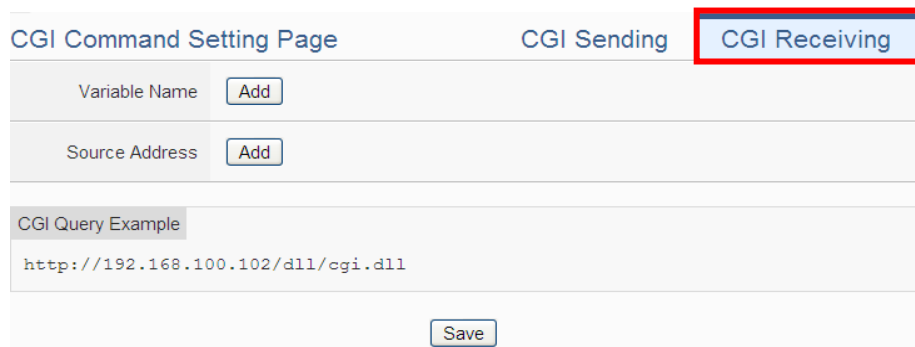 CGI Command Setting Page CGI Sending CGI Receiving
Variable Name Add
Source Address Add
CGI Query Example
http://192.168.100.102/dll/cgi.dll
Save